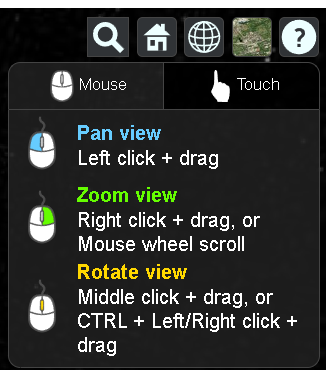 ?
Mouse
Touch
Pan view
Left click + drag
Zoom view
Right click + drag, or
Mouse wheel scroll
Rotate view
Middle click + drag, or
CTRL + Left/Right click +
drag